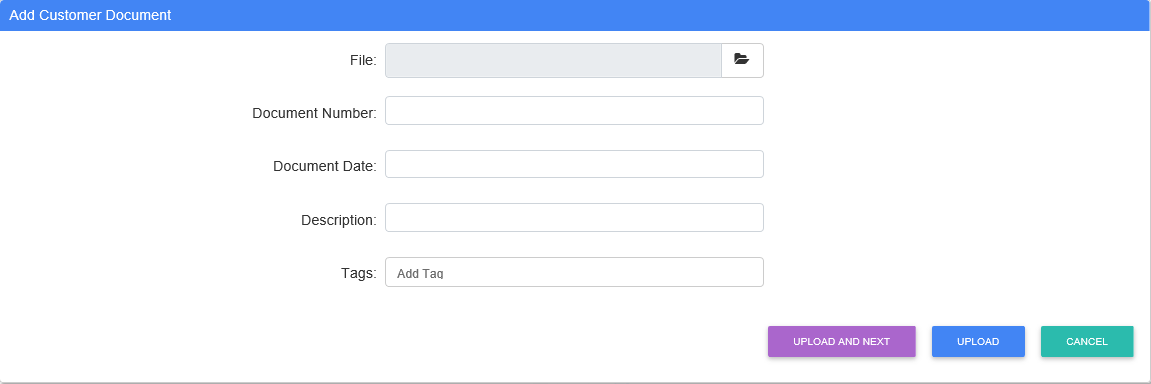 Add Customer Document
File:
Document Number:
Document Date:
Description:
Tags: Add Tag
UPLOAD AND NEXT UPLOAD CANCEL